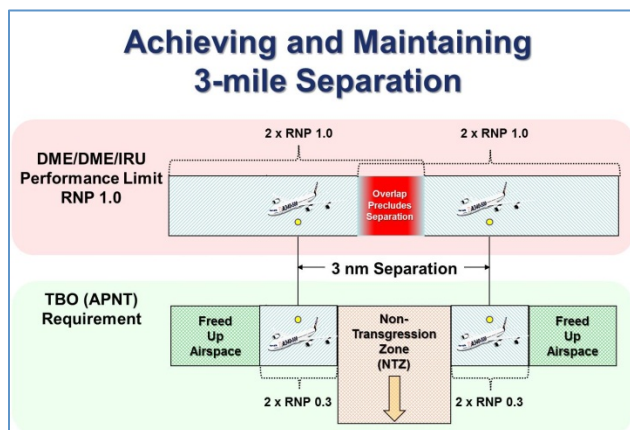 Achieving and Maintaining
3-mile Separation
2 x RNP 1.0
2 x RNP 1.0
DME/DME/IRU
Performance Limit
RNP 1.0
Overlap
Precludes
Separation
3 nm Separation
TBO (APNT)
Requirement
Freed
Up
Airspace
Non-
Transgression
Zone
(NTZ)
Freed
Up
Airspace
2 x RNP 0.3
2 x RNP 0.3